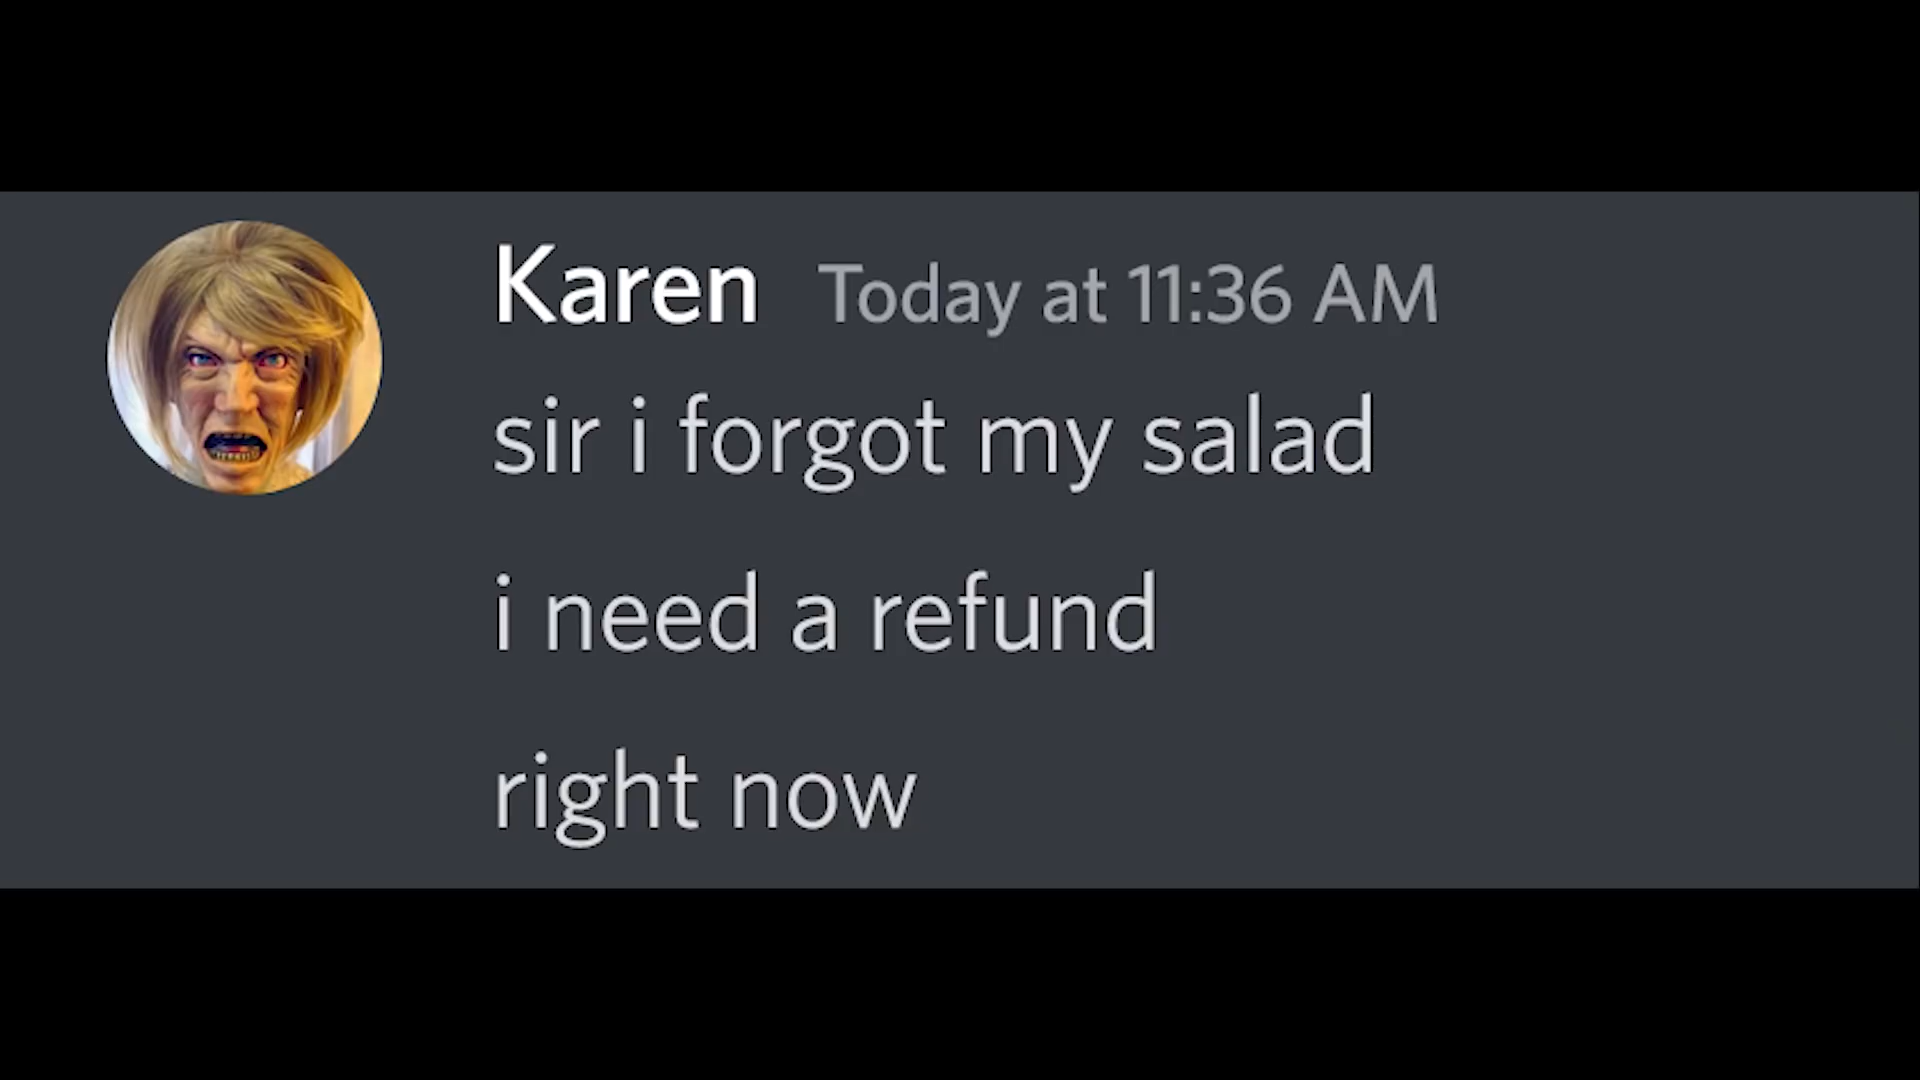 Karen Today at 11:36 AM
sir i forgot my salad
i need a refund
right now